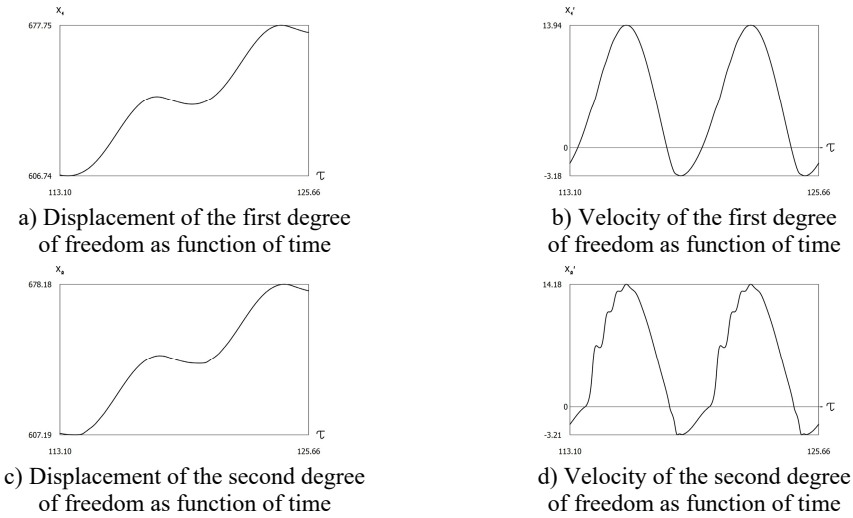 xₑ
677.75
606.74
113.10
125.66
τ
a) Displacement of the first degree
of freedom as function of time
xₑ'
13.94
0
-3.18
113.10
125.66
τ
b) Velocity of the first degree
of freedom as function of time
xₐ
678.18
607.19
113.10
125.66
τ
c) Displacement of the second degree
of freedom as function of time
xₐ'
14.18
0
-3.21
113.10
125.66
τ
d) Velocity of the second degree
of freedom as function of time